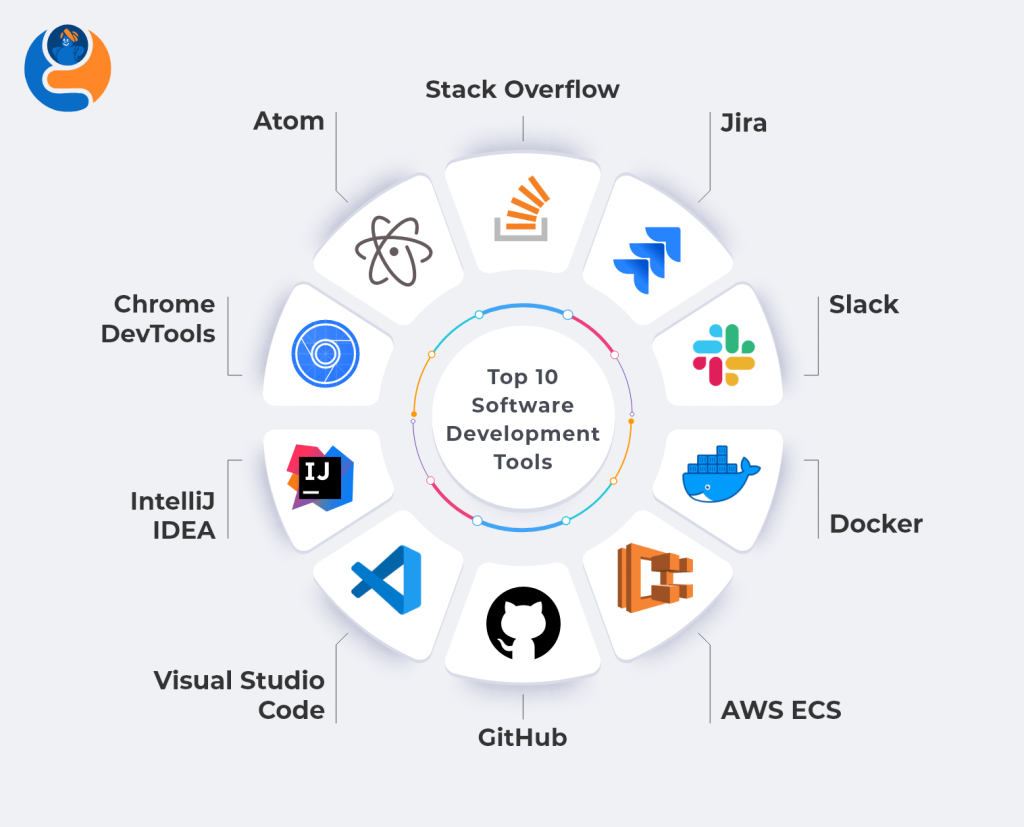 Stack Overflow
Atom
Jira
Chrome
DevTools
Slack
Top 10
Software
Development
Tools
IntelliJ
IDEA
IJ
Docker
Visual Studio
Code
AWS ECS
GitHub